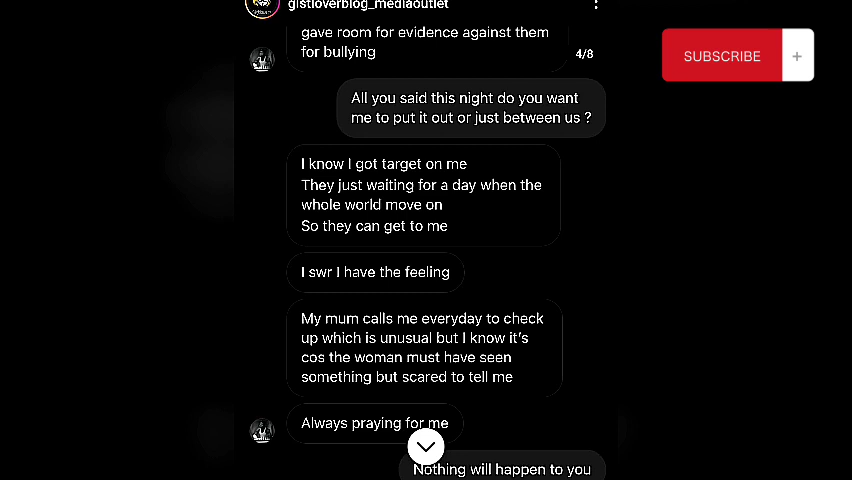 gistloverblog_mediaoutlet
gave room for evidence against them
for bullying
4/8
SUBSCRIBE +
All you said this night do you want
me to put it out or just between us ?
I know I got target on me
They just waiting for a day when the
whole world move on
So they can get to me
I swr I have the feeling
My mum calls me everyday to check
up which is unusual but I know it's
cos the woman must have seen
something but scared to tell me
Always praying for me
Nothing will happen to you